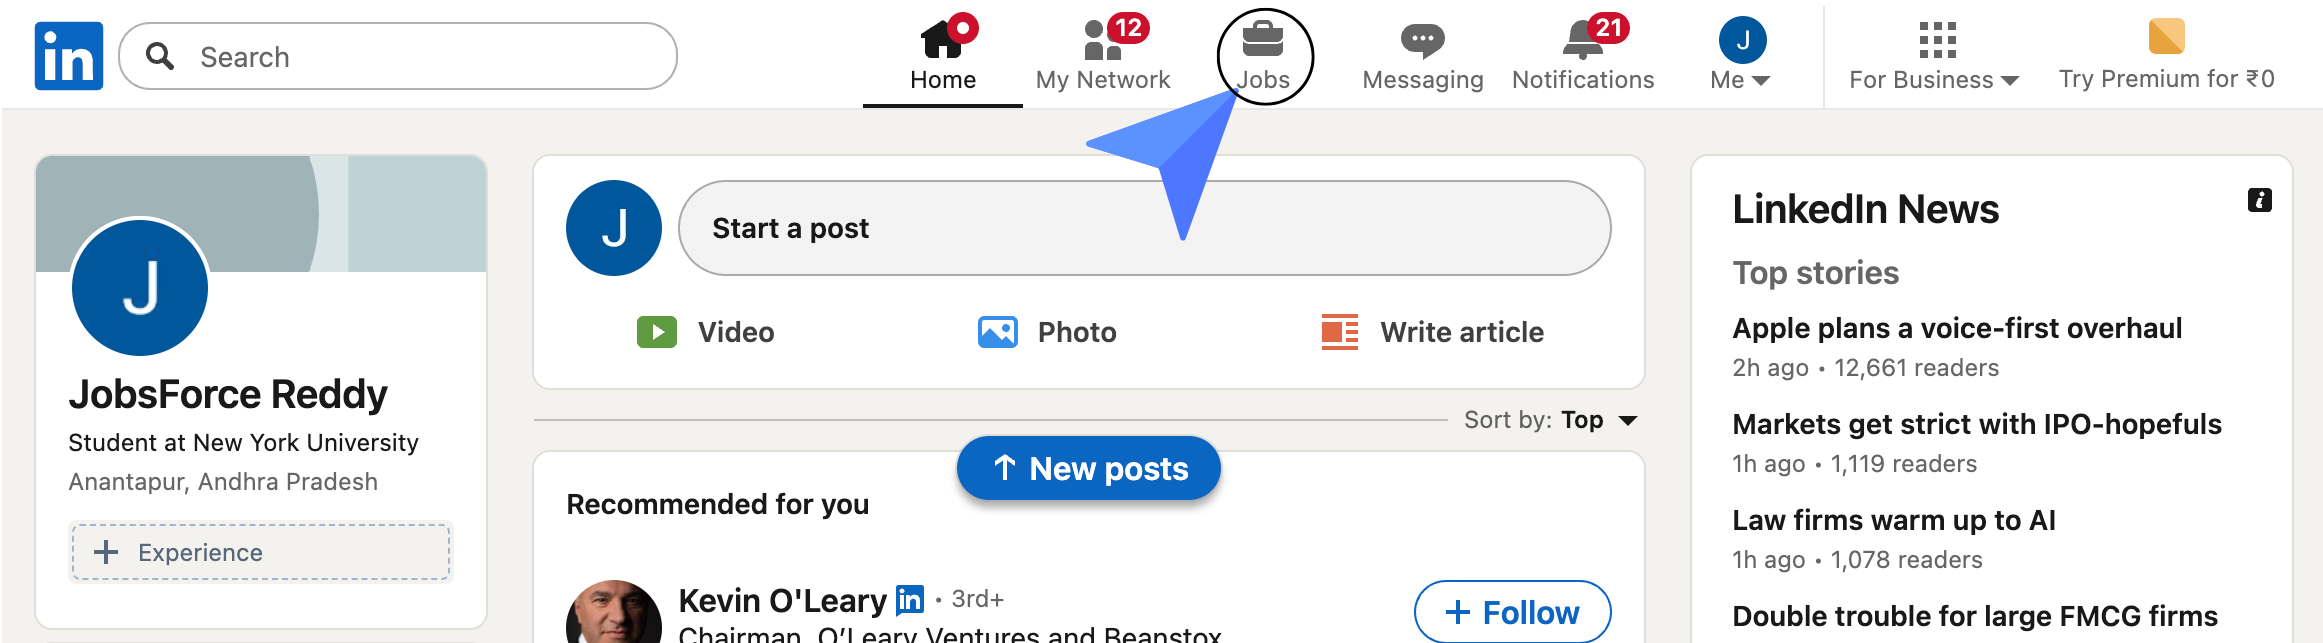 in
Search
Home
12
My Network
Jobs
Messaging
21
Notifications
J
Me
For Business
Try Premium for ₹0
J
JobsForce Reddy
Student at New York University
Anantapur, Andhra Pradesh
+ Experience
J
Start a post
Video
Photo
Write article
Sort by: Top
↑ New posts
Recommended for you
Kevin O'Leary in • 3rd+
Chairman, O'Leary Ventures and Beanstox
+ Follow
LinkedIn News
i
Top stories
Apple plans a voice-first overhaul
2h ago • 12,661 readers
Markets get strict with IPO-hopefuls
1h ago • 1,119 readers
Law firms warm up to AI
1h ago • 1,078 readers
Double trouble for large FMCG firms